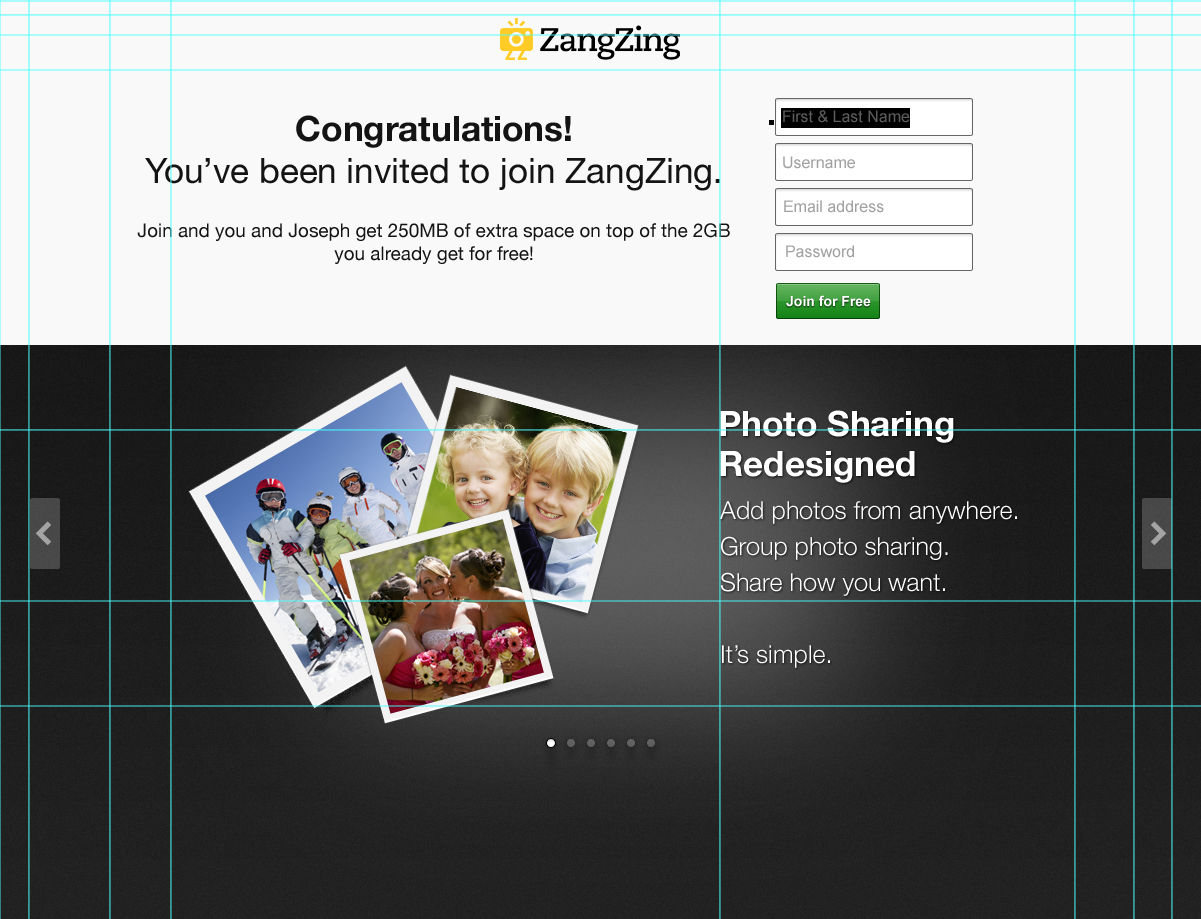 ZangZing
Congratulations!
You’ve been invited to join ZangZing.
Join and you and Joseph get 250MB of extra space on top of the 2GB
you already get for free!
First & Last Name
Username
Email address
Password
Join for Free
Photo Sharing
Redesigned
Add photos from anywhere.
Group photo sharing.
Share how you want.
It’s simple.